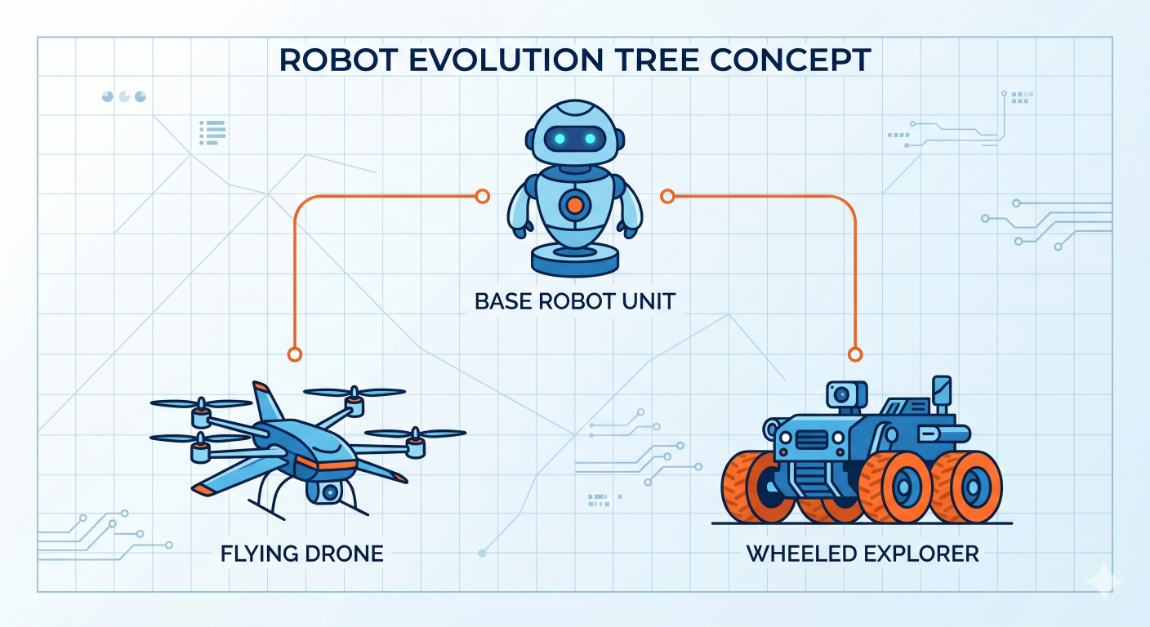 ROBOT EVOLUTION TREE CONCEPT
BASE ROBOT UNIT
FLYING DRONE
WHEELED EXPLORER